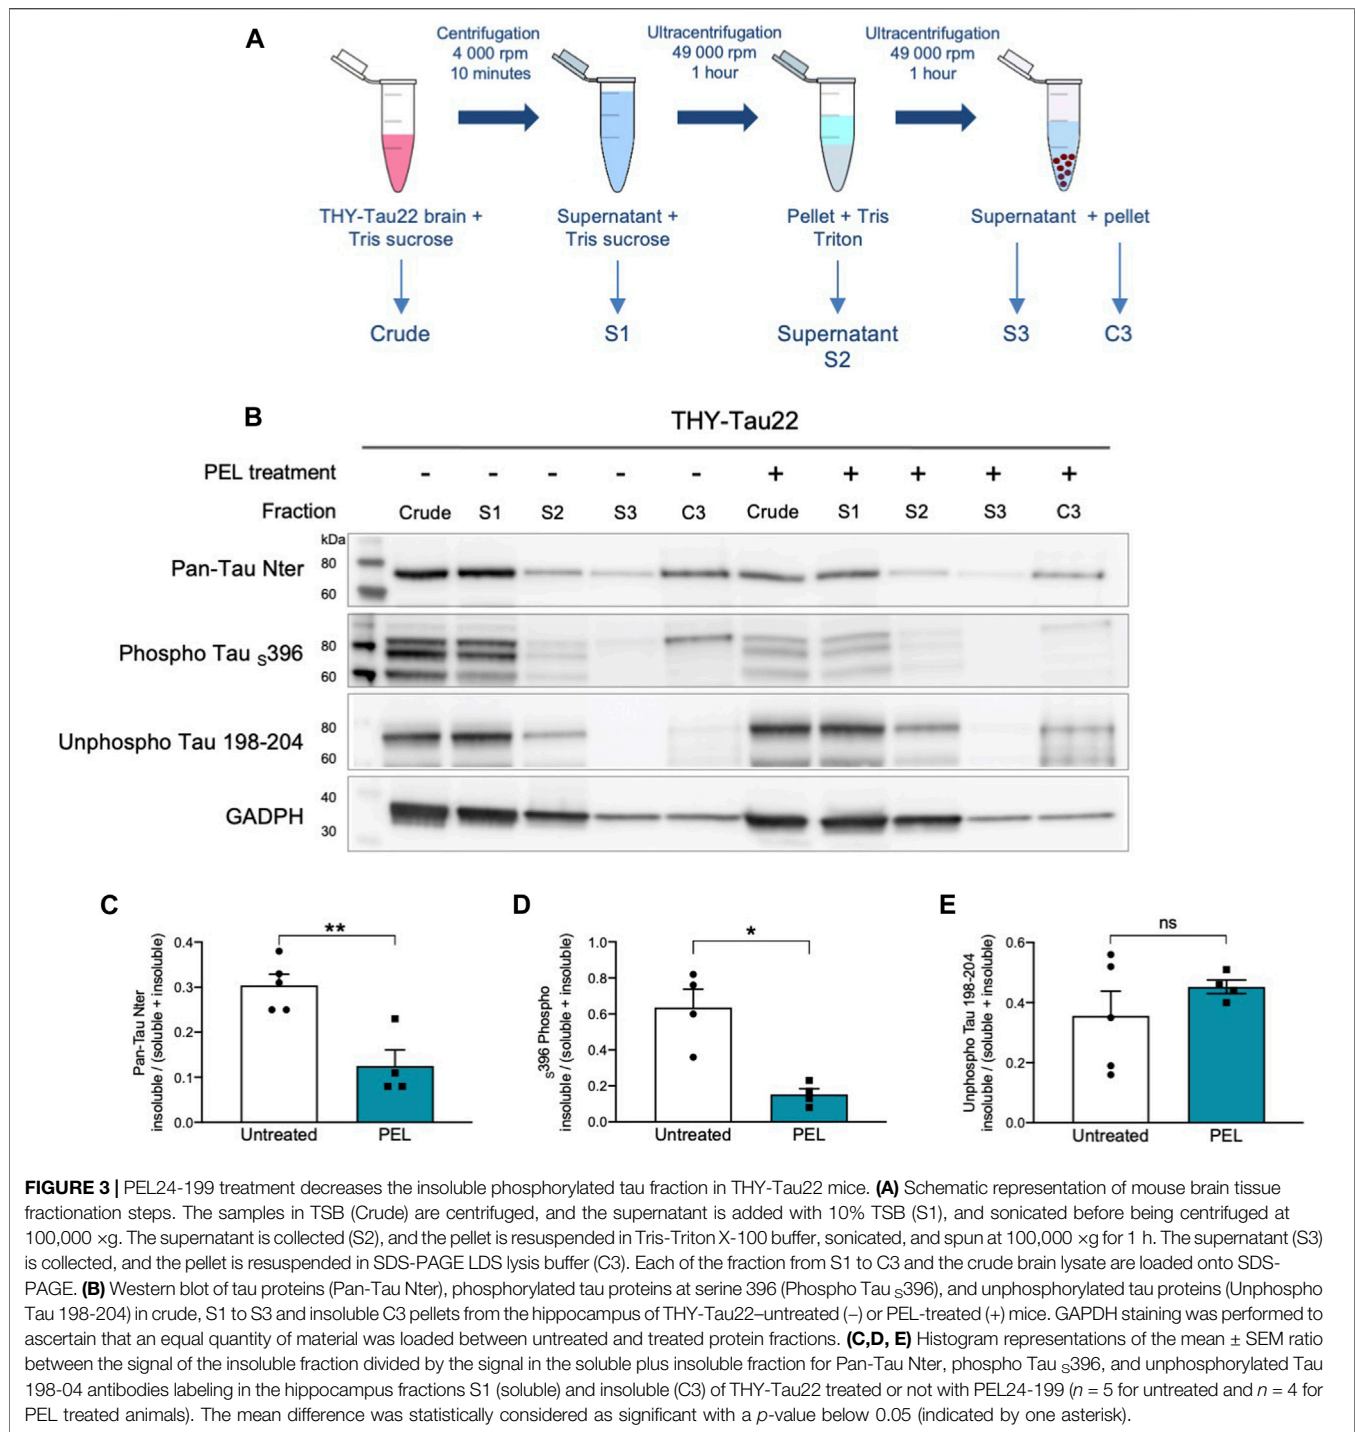 A
Centrifugation
4 000 rpm
10 minutes
Ultracentrifugation
49 000 rpm
1 hour
Ultracentrifugation
49 000 rpm
1 hour
THY-Tau22 brain +
Tris sucrose
Supernatant +
Tris sucrose
Pellet + Tris
Triton
Supernatant + pellet
Crude
S1
Supernatant
S2
S3
C3
B
THY-Tau22
PEL treatment - - - - - + + + + +
Fraction Crude S1 S2 S3 C3 Crude S1 S2 S3 C3
kDa
Pan-Tau Nter
80
60
Phospho Tau S396
80
60
Unphospho Tau 198-204
80
60
GADPH
40
30
C
Pan-Tau Nter
insoluble / (soluble + insoluble)
0.4
0.3
0.2
0.1
0.0
**
Untreated PEL
D
S396 Phospho
insoluble / (soluble + insoluble)
1.0
0.8
0.6
0.4
0.2
0.0
*
Untreated PEL
E
Unphospho Tau 198-204
insoluble / (soluble + insoluble)
0.6
0.4
0.2
0.0
ns
Untreated PEL
FIGURE 3 | PEL24-199 treatment decreases the insoluble phosphorylated tau fraction in THY-Tau22 mice. (A) Schematic representation of mouse brain tissue
fractionation steps. The samples in TSB (Crude) are centrifuged, and the supernatant is added with 10% TSB (S1), and sonicated before being centrifuged at
100,000 ×g. The supernatant is collected (S2), and the pellet is resuspended in Tris-Triton X-100 buffer, sonicated, and spun at 100,000 ×g for 1 h. The supernatant (S3)
is collected, and the pellet is resuspended in SDS-PAGE LDS lysis buffer (C3). Each of the fraction from S1 to C3 and the crude brain lysate are loaded onto SDS-
PAGE. (B) Western blot of tau proteins (Pan-Tau Nter), phosphorylated tau proteins at serine 396 (Phospho Tau S396), and unphosphorylated tau proteins (Unphospho
Tau 198-204) in crude, S1 to S3 and insoluble C3 pellets from the hippocampus of THY-Tau22–untreated (−) or PEL-treated (+) mice. GAPDH staining was performed to
ascertain that an equal quantity of material was loaded between untreated and treated protein fractions. (C,D, E) Histogram representations of the mean ± SEM ratio
between the signal of the insoluble fraction divided by the signal in the soluble plus insoluble fraction for Pan-Tau Nter, phospho Tau S396, and unphosphorylated Tau
198-04 antibodies labeling in the hippocampus fractions S1 (soluble) and insoluble (C3) of THY-Tau22 treated or not with PEL24-199 (n = 5 for untreated and n = 4 for
PEL treated animals). The mean difference was statistically considered as significant with a p-value below 0.05 (indicated by one asterisk).